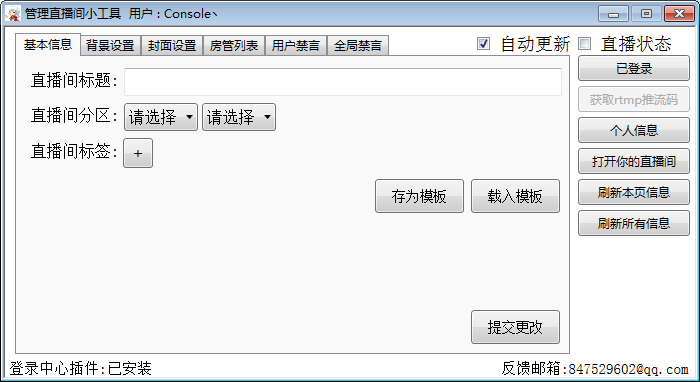 管理直播间小工具 用户：Console丶
基本信息 背景设置 封面设置 房管列表 用户禁言 全局禁言
自动更新 直播状态
直播间标题:
直播间分区: 请选择 请选择
直播间标签: +
存为模板 载入模板
提交更改
已登录
获取rtmp推流码
个人信息
打开你的直播间
刷新本页信息
刷新所有信息
登录中心插件:已安装
反馈邮箱:847529602@qq.com